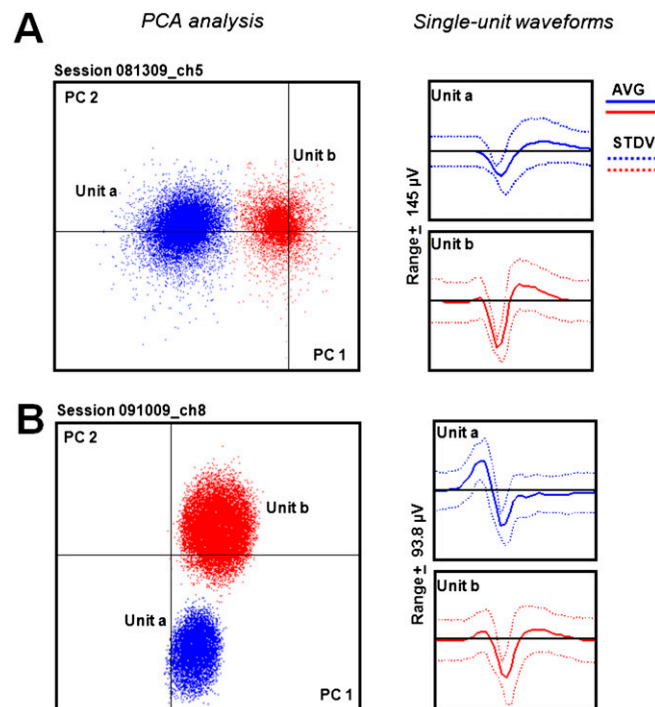 A
PCA analysis
Single-unit waveforms
Session 081309_ch5
PC 2
Unit a
Unit b
PC 1
Range± 145 µV
Unit a
Unit b
AVG
STDV
B
Session 091009_ch8
PC 2
Unit b
Unit a
PC 1
Range± 93.8 µV
Unit a
Unit b